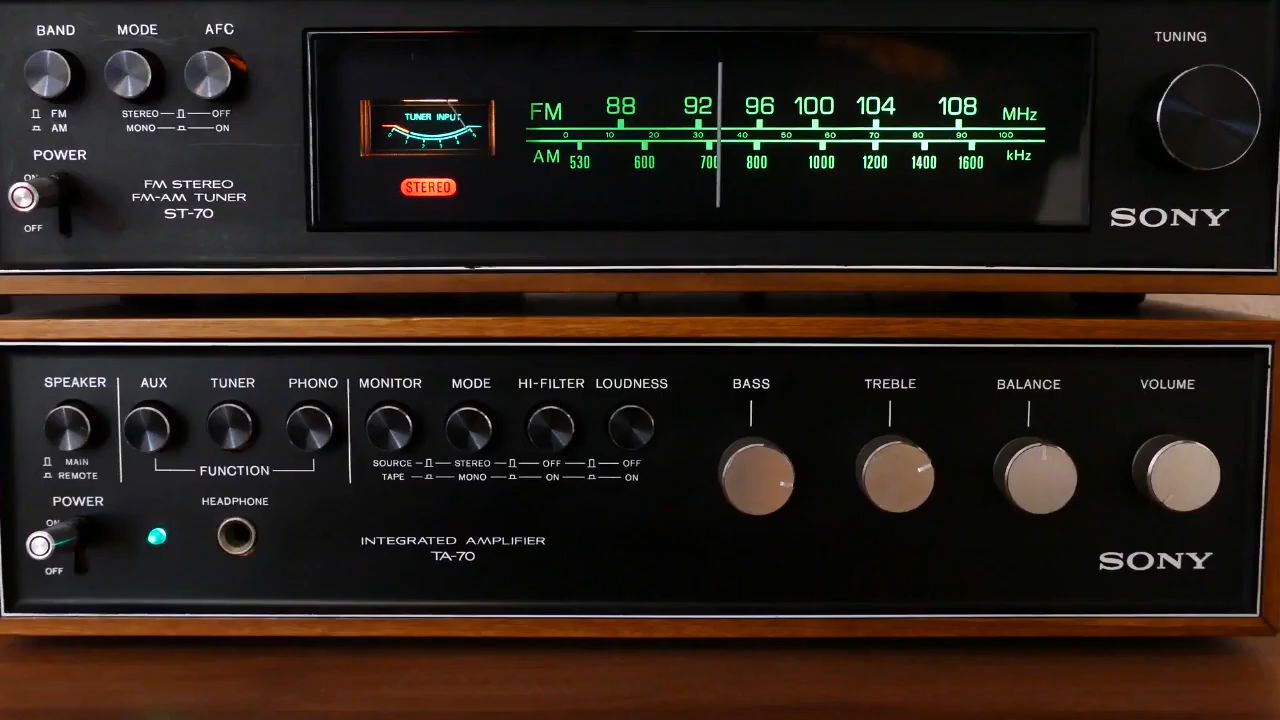 BAND MODE AFC
TUNING
FM STEREO OFF
AM MONO ON
POWER
ON
OFF
FM STEREO
FM-AM TUNER
ST-70
TUNER INPUT
STEREO
FM 88 92 96 100 104 108 MHz
0 10 20 30 40 50 60 70 80 90 100
AM 530 600 700 800 1000 1200 1400 1600 kHz
SONY
SPEAKER AUX TUNER PHONO MONITOR MODE HI-FILTER LOUDNESS BASS TREBLE BALANCE VOLUME
MAIN
REMOTE
FUNCTION
SOURCE STEREO OFF OFF
TAPE MONO ON ON
POWER
ON
OFF
HEADPHONE
INTEGRATED AMPLIFIER
TA-70
SONY